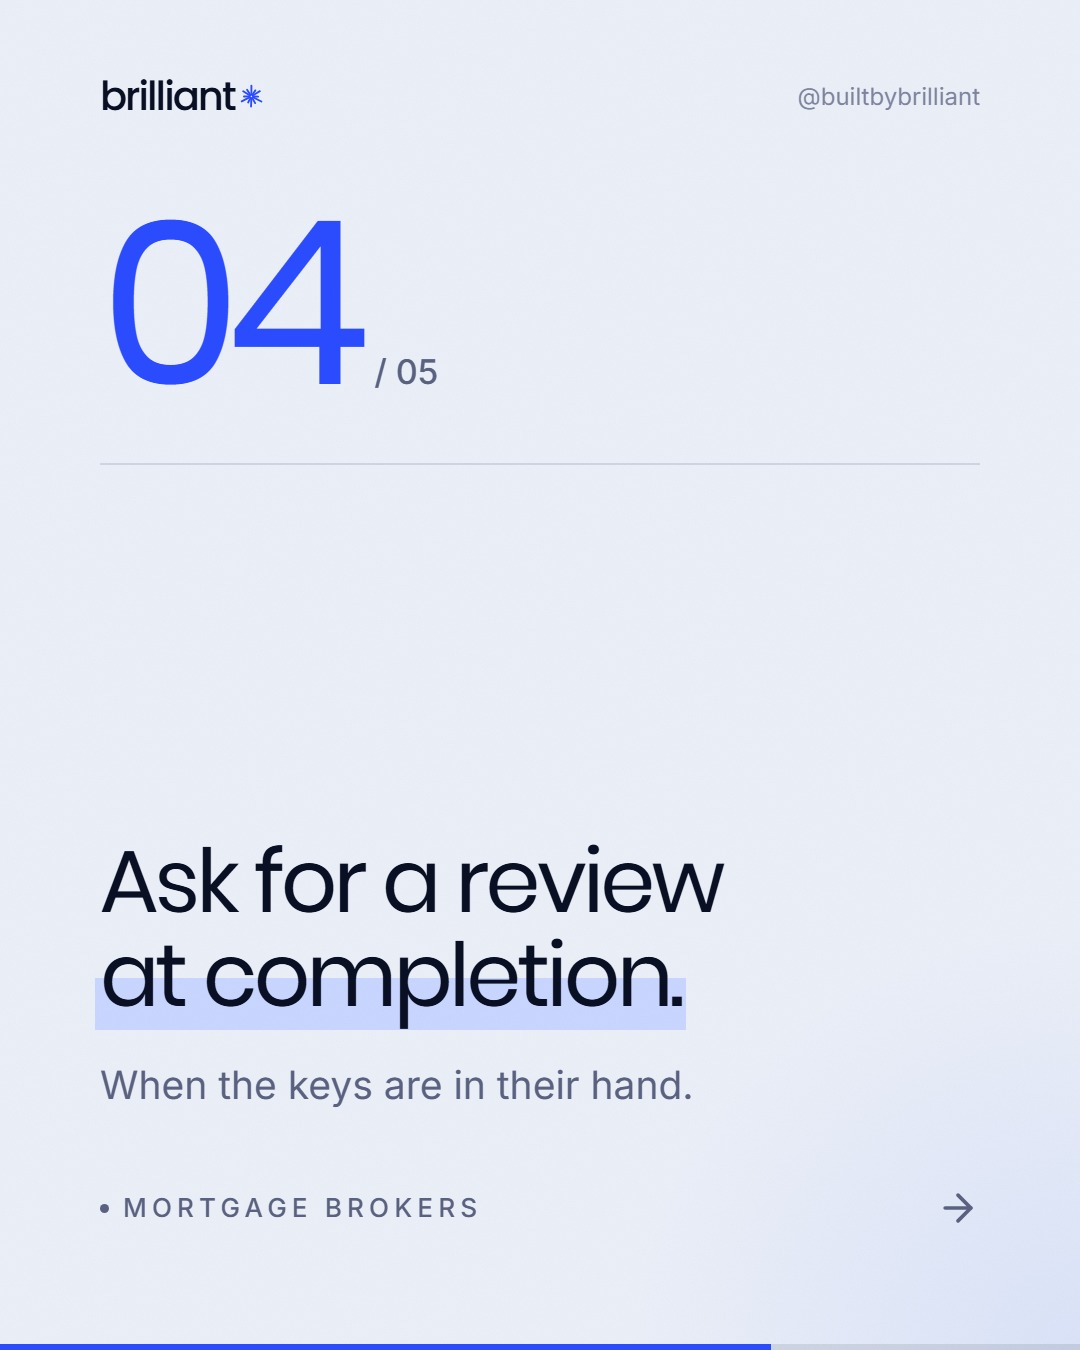 brilliant
@builtbybrilliant
04 / 05
Ask for a review
at completion.
When the keys are in their hand.
• MORTGAGE BROKERS